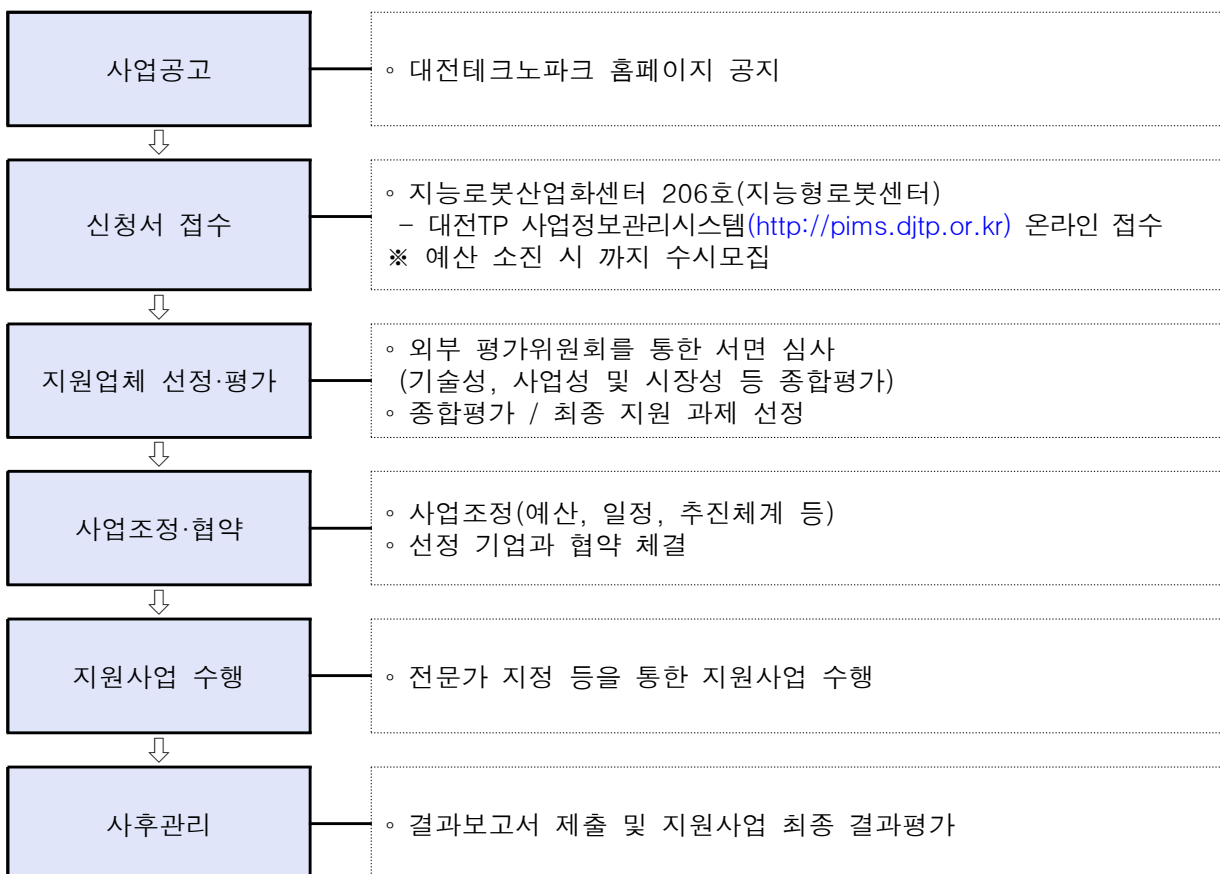 사업공고
◦ 대전테크노파크 홈페이지 공지
신청서 접수
◦ 지능로봇산업화센터 206호(지능형로봇센터)
- 대전TP 사업정보관리시스템(http://pims.djtp.or.kr) 온라인 접수
※ 예산 소진 시 까지 수시모집
지원업체 선정·평가
◦ 외부 평가위원회를 통한 서면 심사
(기술성, 사업성 및 시장성 등 종합평가)
◦ 종합평가 / 최종 지원 과제 선정
사업조정·협약
◦ 사업조정(예산, 일정, 추진체계 등)
◦ 선정 기업과 협약 체결
지원사업 수행
◦ 전문가 지정 등을 통한 지원사업 수행
사후관리
◦ 결과보고서 제출 및 지원사업 최종 결과평가